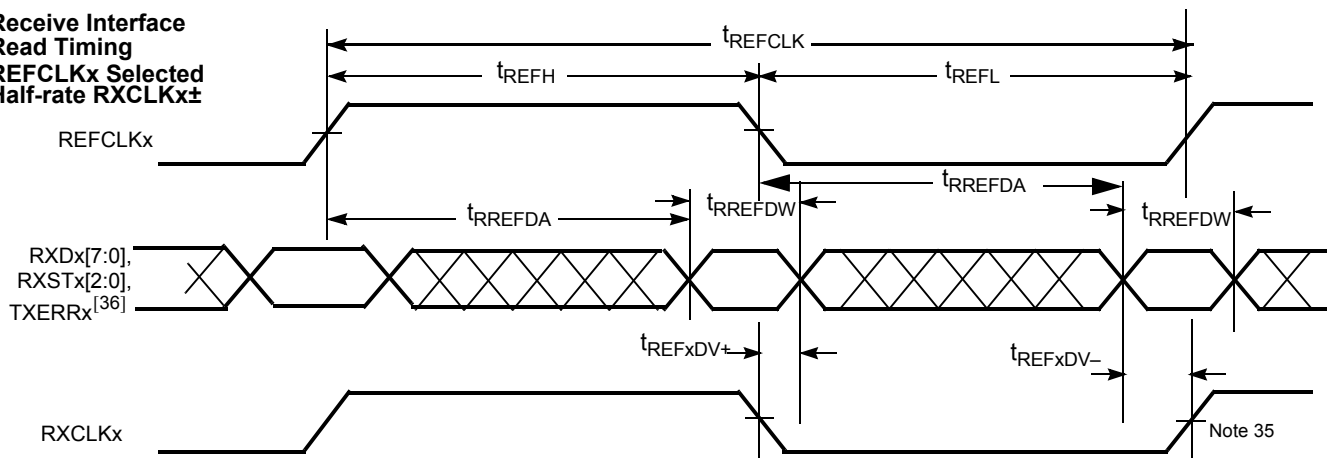 Receive Interface
Read Timing
REFCLKx Selected
Half-rate RXCLKx±
tREFCLK
tREFH
tREFL
REFCLKx
tRREFDA
tRREFDW
tRREFDA
tRREFDW
RXDx[7:0],
RXSTx[2:0],
TXERRx[36]
tREFxDV+
tREFxDV–
RXCLKx
Note 35